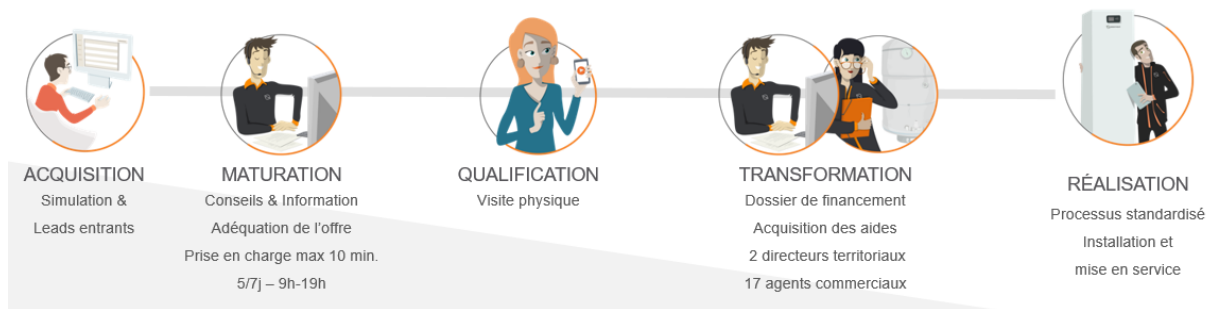 ACQUISITION
Simulation &
Leads entrants
MATURATION
Conseils & Information
Adéquation de l'offre
Prise en charge max 10 min.
5/7j – 9h-19h
QUALIFICATION
Visite physique
TRANSFORMATION
Dossier de financement
Acquisition des aides
2 directeurs territoriaux
17 agents commerciaux
RÉALISATION
Processus standardisé
Installation et
mise en service